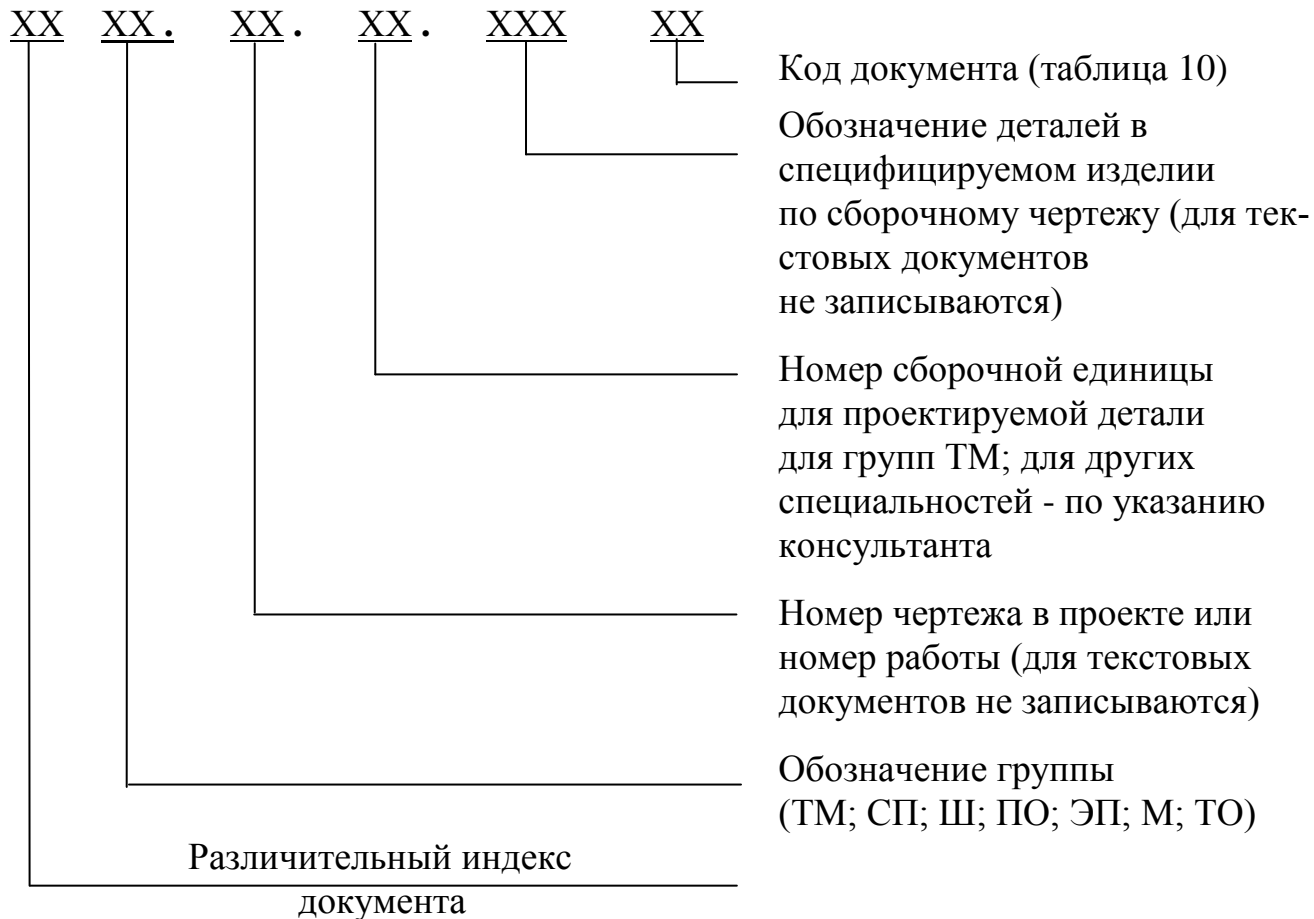 XX XX. XX. XX. XXX XX
Код документа (таблица 10)
Обозначение деталей в
специфицируемом изделии
по сборочному чертежу (для тек-
стовых документов
не записываются)
Номер сборочной единицы
для проектируемой детали
для групп ТМ; для других
специальностей - по указанию
консультанта
Номер чертежа в проекте или
номер работы (для текстовых
документов не записываются)
Обозначение группы
(ТМ; СП; Ш; ПО; ЭП; М; ТО)
Различительный индекс
документа